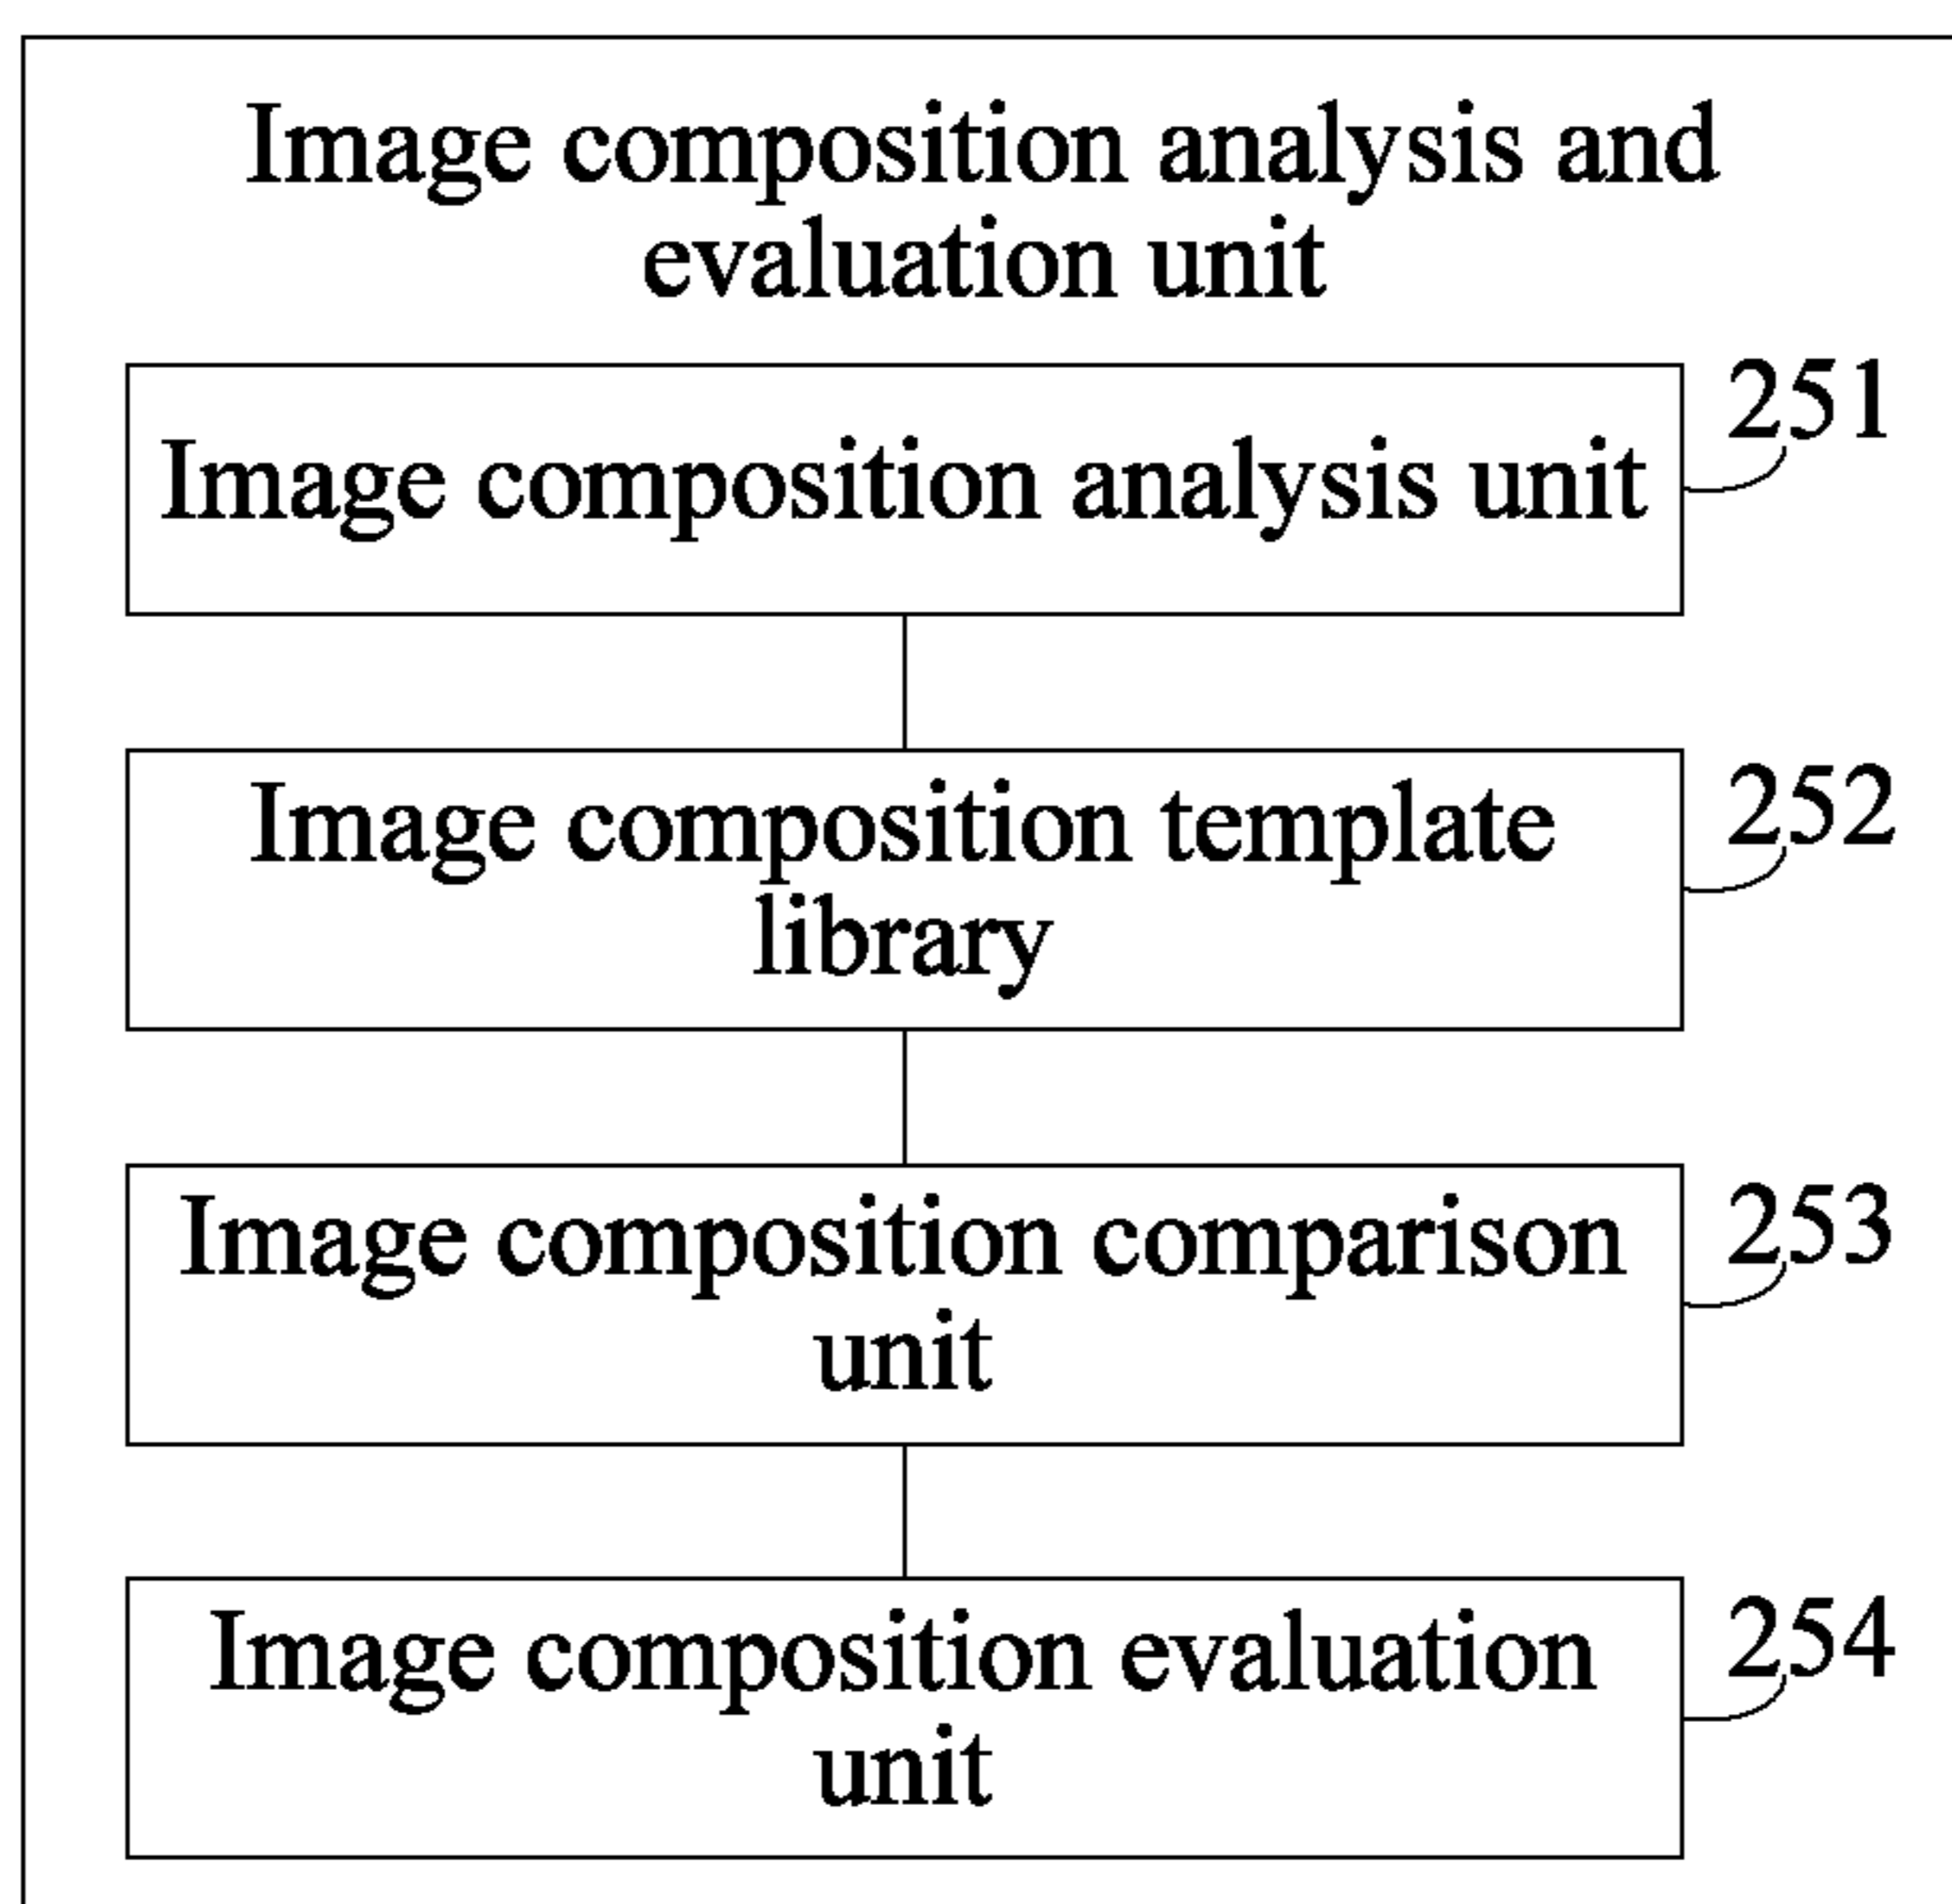 Image composition analysis and
evaluation unit
251
Image composition analysis unit
252
Image composition template
library
253
Image composition comparison
unit
254
Image composition evaluation
unit